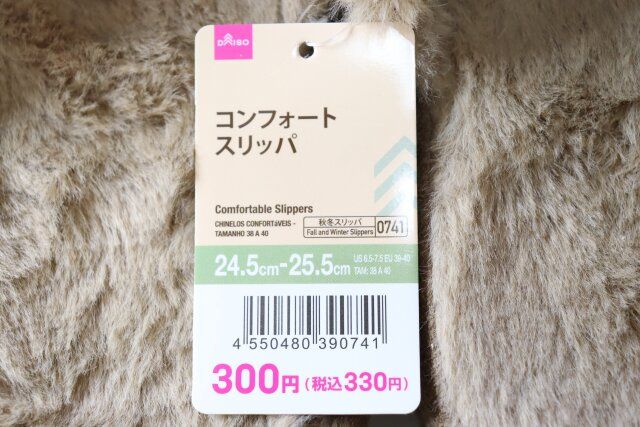 DAISO
コンフォート
スリッパ
Comfortable Slippers
CHINELOS CONFORTáVEIS -
TAMANHO 38 A 40
秋冬スリッパ
Fall and Winter Slippers
0741
24.5cm-25.5cm
US 6.5-7.5 EU 39-40
TAM: 38 A 40
4 550480 390741
300円(税込330円)